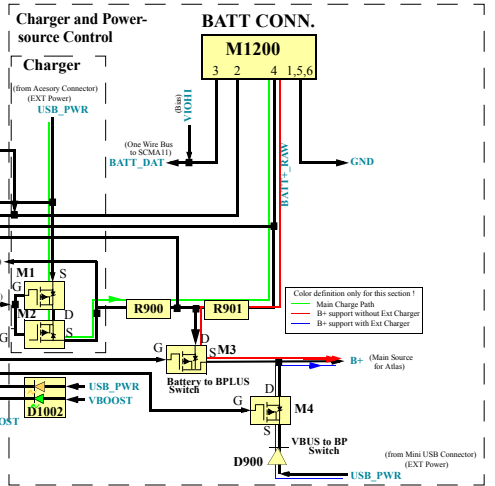 Charger and Power-
source Control
BATT CONN.
M1200
3 2 4 1,5,6
Charger
(from Acesory Connector)
(EXT Power)
USB_PWR
(Bias)
VIOHI
(One Wire Bus
to SCMA11)
BATT_DAT
BATT+_RAW
GND
M1
S
G
M2
D
G
S
R900
R901
Color definition only for this section !
Main Charge Path
B+ support without Ext Charger
B+ support with Ext Charger
D
G
S
M3
B+
(Main Source
for Atlas)
Battery to BPLUS
Switch
USB_PWR
VBOOST
D1002
OST
D
G
M4
S
VBUS to BP
Switch
D900
(from Mini USB Connector)
(EXT Power)
USB_PWR